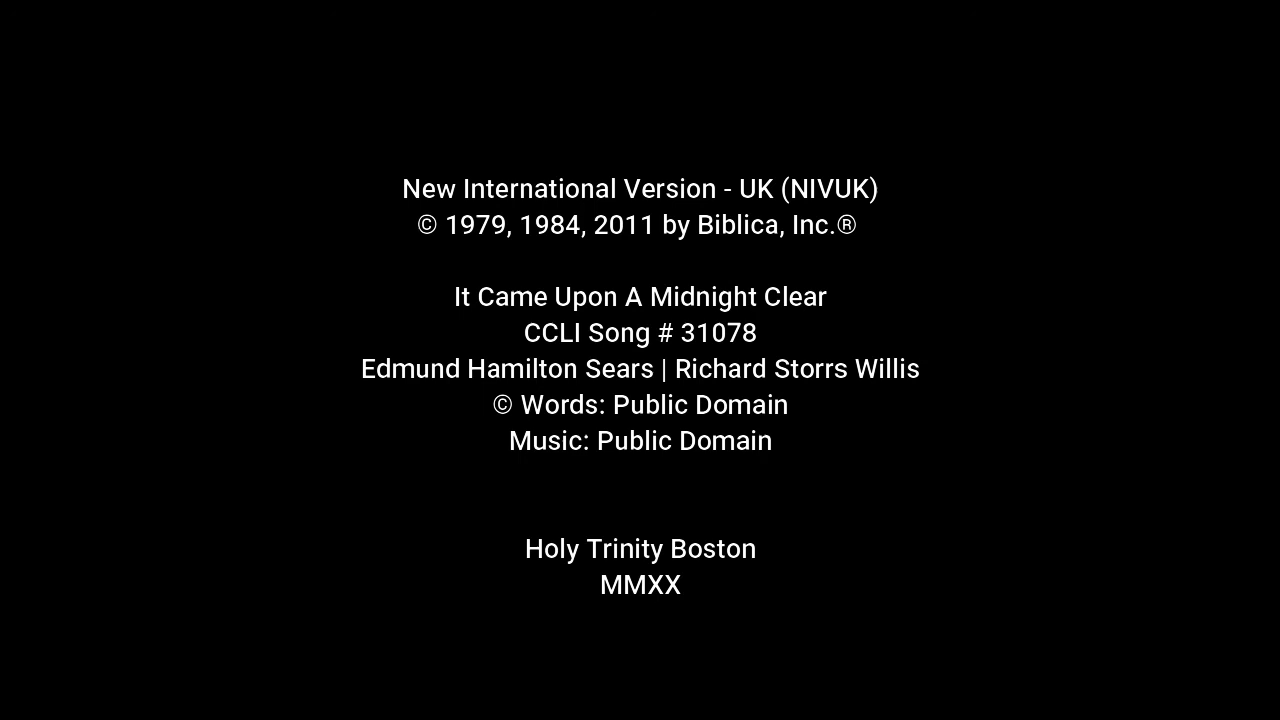 New International Version - UK (NIVUK)
© 1979, 1984, 2011 by Biblica, Inc.®
It Came Upon A Midnight Clear
CCLI Song # 31078
Edmund Hamilton Sears | Richard Storrs Willis
© Words: Public Domain
Music: Public Domain
Holy Trinity Boston
MMXX